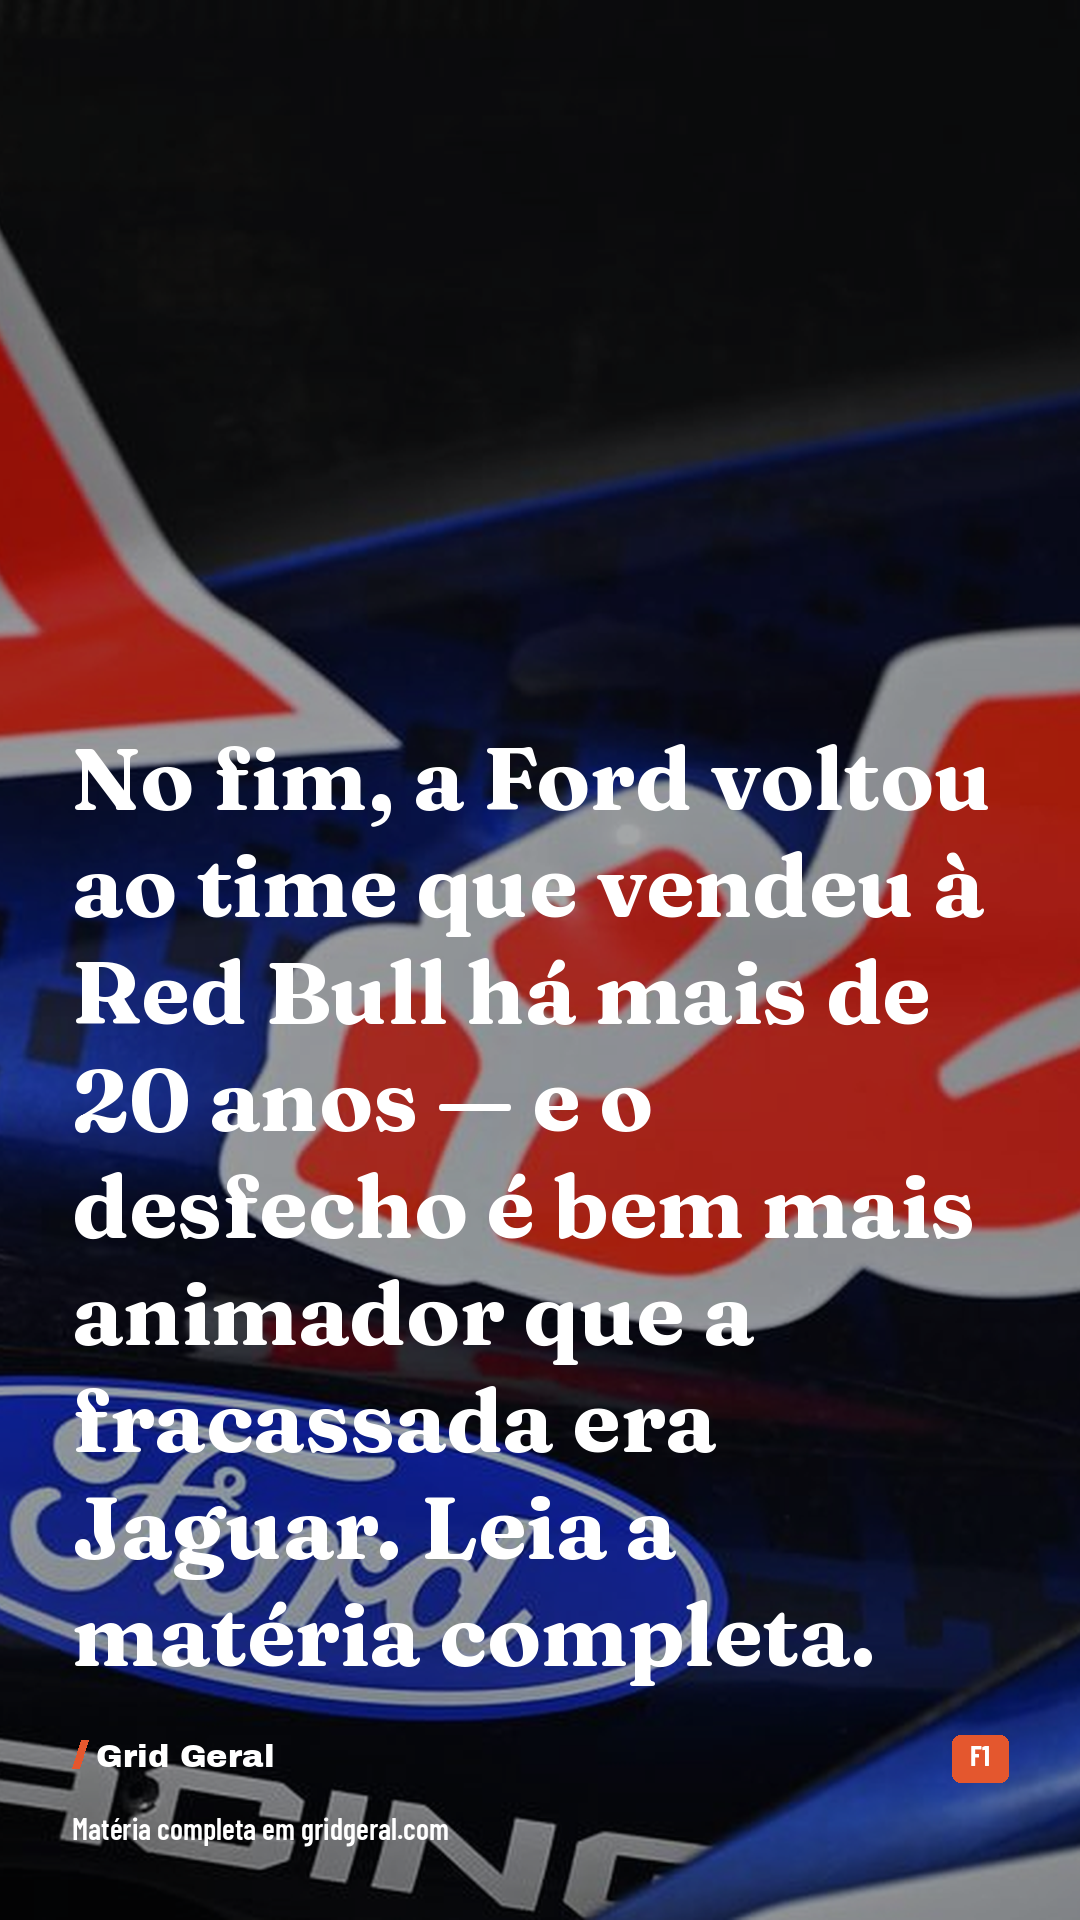 No fim, a Ford voltou
ao time que vendeu à
Red Bull há mais de
20 anos — e o
desfecho é bem mais
animador que a
fracassada era
Jaguar. Leia a
matéria completa.
Ford
/ Grid Geral
F1
Matéria completa em gridgeral.com